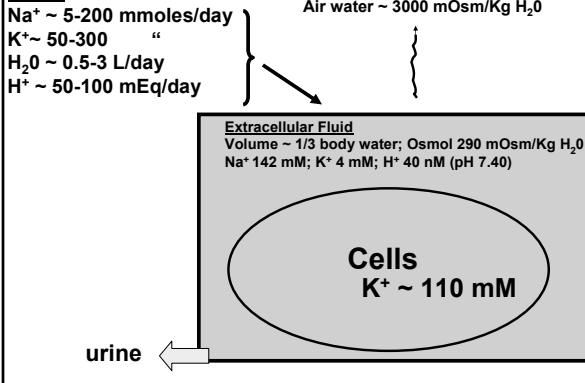 Na⁺ ~ 5-200 mmoles/day
K⁺~ 50-300 “
H₂0 ~ 0.5-3 L/day
H⁺ ~ 50-100 mEq/day
Air water ~ 3000 mOsm/Kg H₂0
Extracellular Fluid
Volume ~ 1/3 body water; Osmol 290 mOsm/Kg H₂0
Na⁺ 142 mM; K⁺ 4 mM; H⁺ 40 nM (pH 7.40)
Cells
K⁺ ~ 110 mM
urine